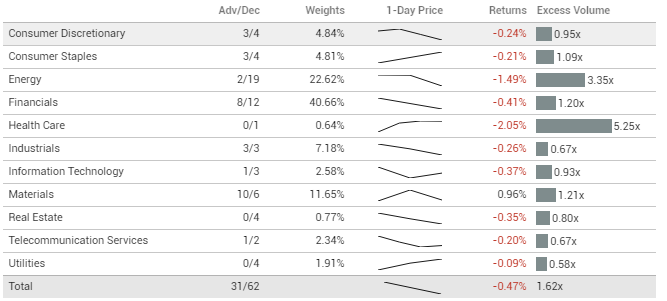 Adv/Dec Weights 1-Day Price Returns Excess Volume
Consumer Discretionary 3/4 4.84% -0.24% 0.95x
Consumer Staples 3/4 4.81% -0.21% 1.09x
Energy 2/19 22.62% -1.49% 3.35x
Financials 8/12 40.66% -0.41% 1.20x
Health Care 0/1 0.64% -2.05% 5.25x
Industrials 3/3 7.18% -0.26% 0.67x
Information Technology 1/3 2.58% -0.37% 0.93x
Materials 10/6 11.65% 0.96% 1.21x
Real Estate 0/4 0.77% -0.35% 0.80x
Telecommunication Services 1/2 2.34% -0.20% 0.67x
Utilities 0/4 1.91% -0.09% 0.58x
Total 31/62 -0.47% 1.62x